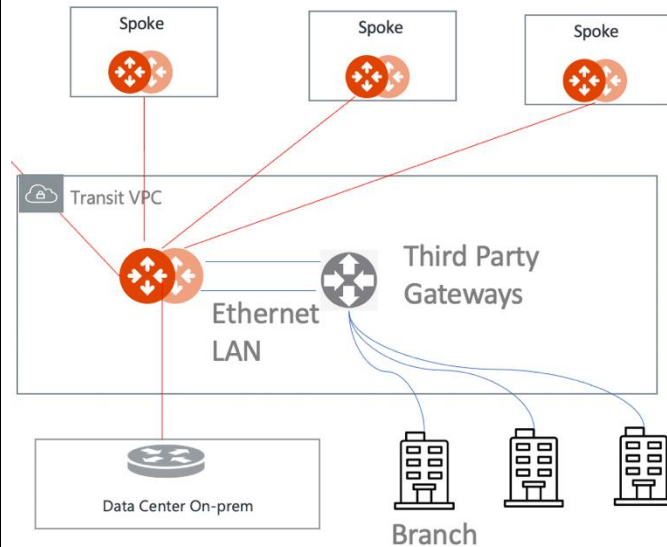 Spoke
Spoke
Spoke
Transit VPC
Third Party
Gateways
Ethernet
LAN
Data Center On-prem
Branch